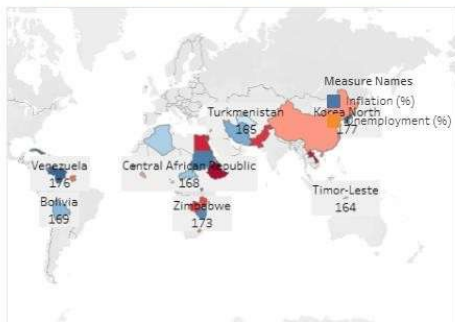 Measure Names
Inflation (%)
Unemployment (%)
Turkmenistan
165
Korea North
177
Venezuela
176
Central African Republic
168
Bolivia
169
Zimbabwe
173
Timor-Leste
164